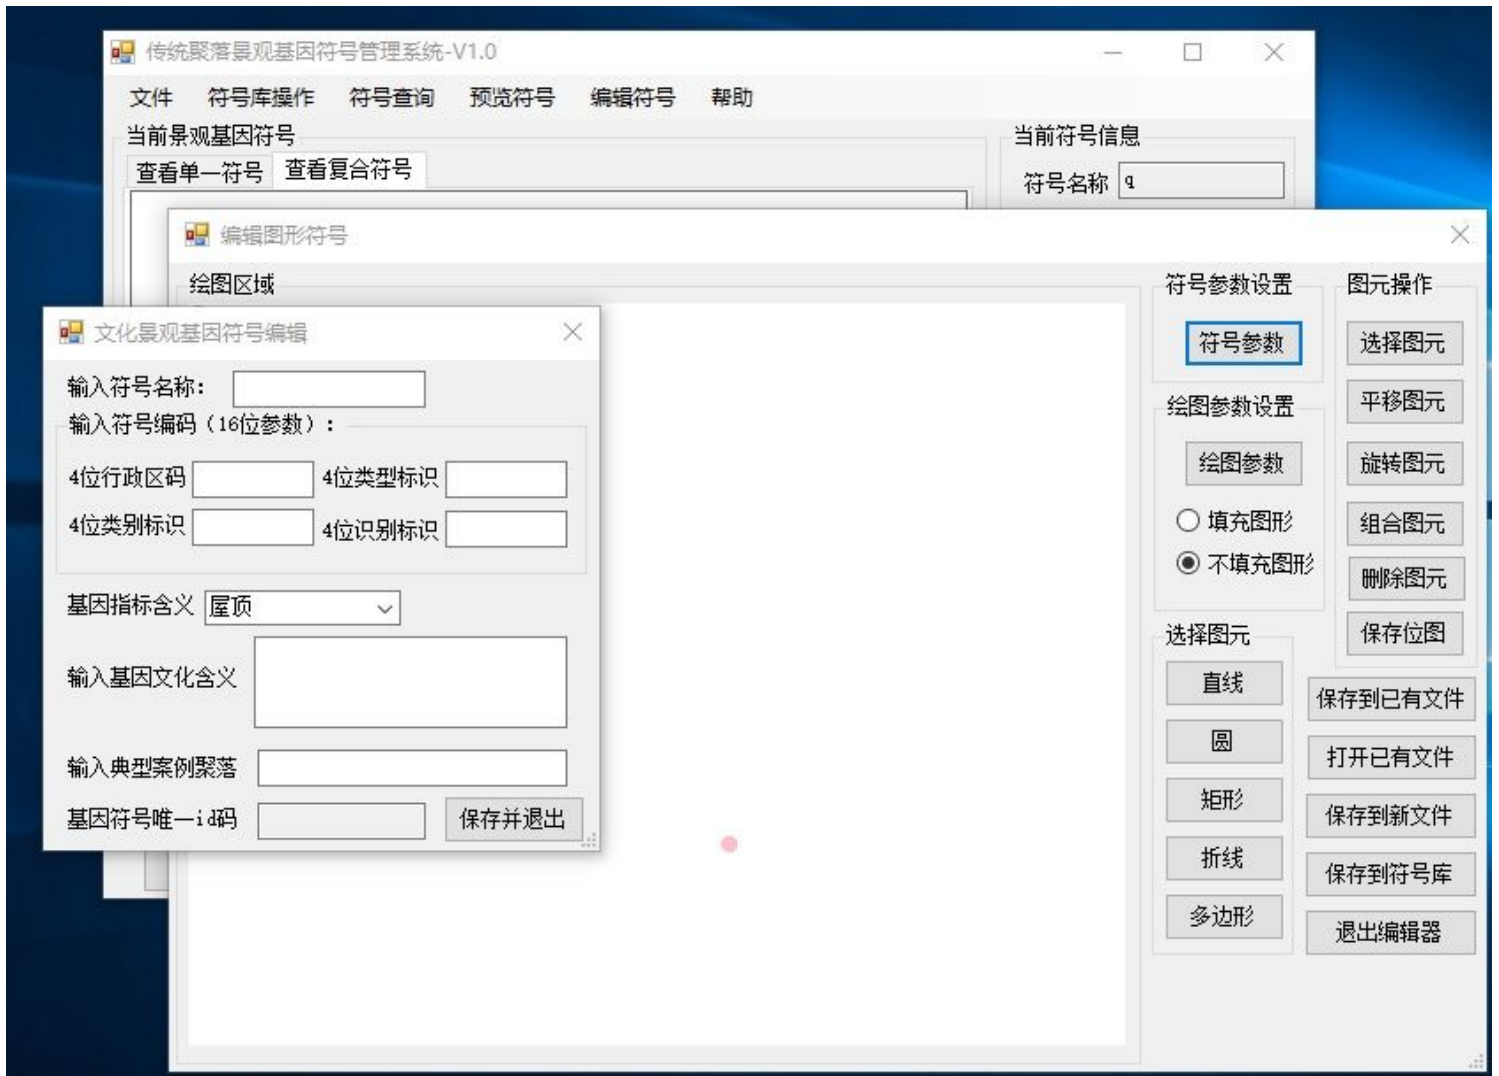 传统聚落景观基因符号管理系统-V1.0
文件 符号库操作 符号查询 预览符号 编辑符号 帮助
当前景观基因符号
查看单一符号 查看复合符号
当前符号信息
符号名称 q
编辑图形符号
绘图区域
文化景观基因符号编辑
输入符号名称:
输入符号编码（16位参数）:
4位行政区码 4位类型标识
4位类别标识 4位识别标识
基因指标含义 屋顶
输入基因文化含义
输入典型案例聚落
基因符号唯一id码 保存并退出
符号参数设置
符号参数
绘图参数设置
绘图参数
填充图形
不填充图形
选择图元
直线
圆
矩形
折线
多边形
图元操作
选择图元
平移图元
旋转图元
组合图元
删除图元
保存位图
保存到已有文件
打开已有文件
保存到新文件
保存到符号库
退出编辑器